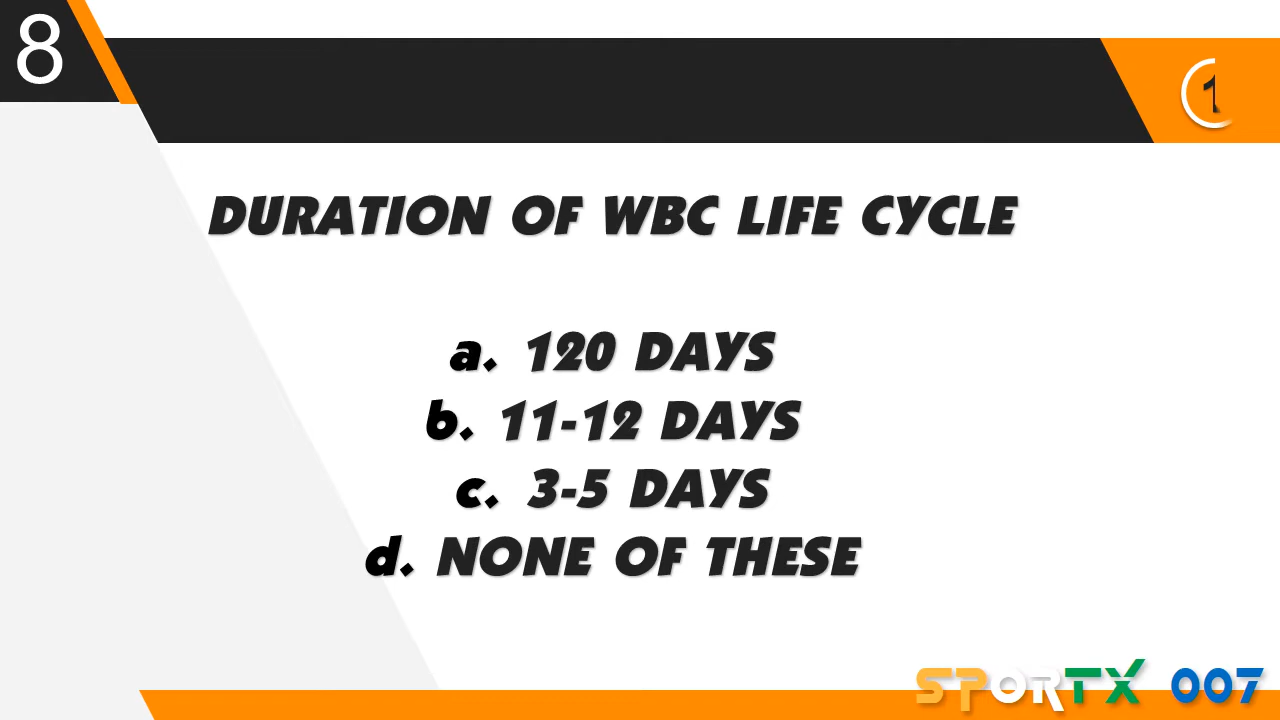 8
1
DURATION OF WBC LIFE CYCLE
a. 120 DAYS
b. 11-12 DAYS
c. 3-5 DAYS
d. NONE OF THESE
SPORTX 007